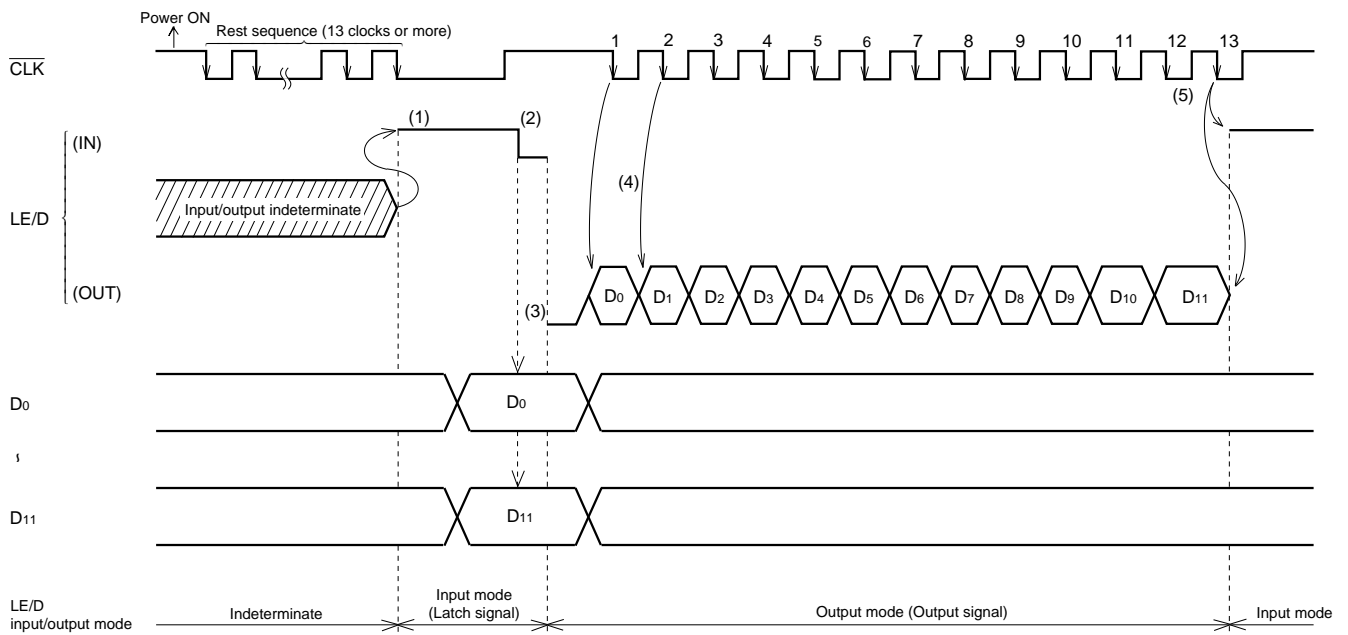 Power ON
Rest sequence (13 clocks or more)
1 2 3 4 5 6 7 8 9 10 11 12 13
CLK
(5)
(1) (2)
(IN)
(4)
Input/output indeterminate
LE/D
(OUT)
D0 D1 D2 D3 D4 D5 D6 D7 D8 D9 D10 D11
(3)
D0 D0
D11 D11
LE/D
input/output mode
Indeterminate
Input mode
(Latch signal)
Output mode (Output signal)
Input mode